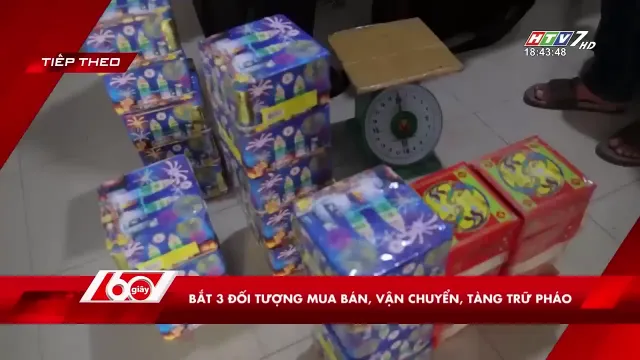 TIẾP THEO
HTV7 HD
18:43:48
60 giây
BẮT 3 ĐỐI TƯỢNG MUA BÁN, VẬN CHUYỂN, TÀNG TRỮ PHÁO